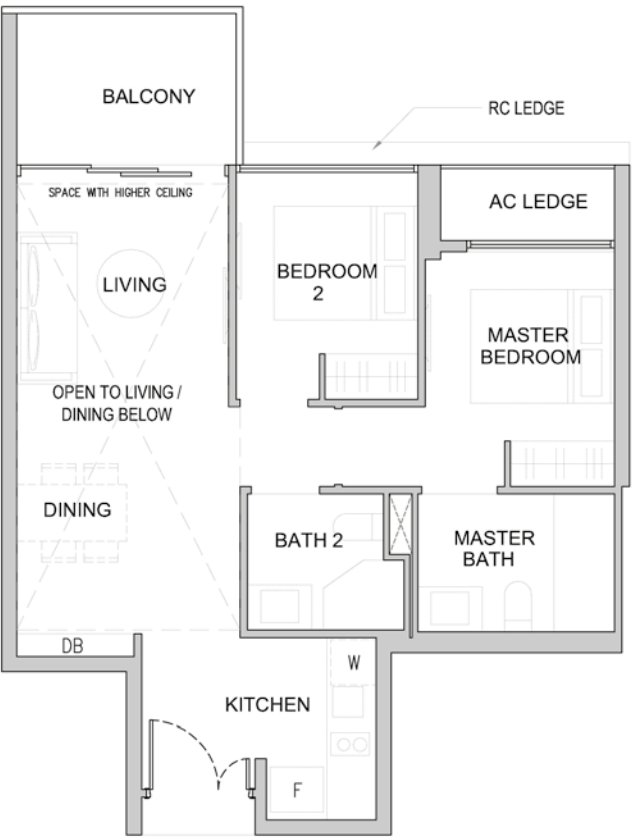 BALCONY
RC LEDGE
SPACE WITH HIGHER CEILING
AC LEDGE
LIVING
BEDROOM
2
MASTER
BEDROOM
OPEN TO LIVING /
DINING BELOW
DINING
BATH 2
MASTER
BATH
DB
W
KITCHEN
F